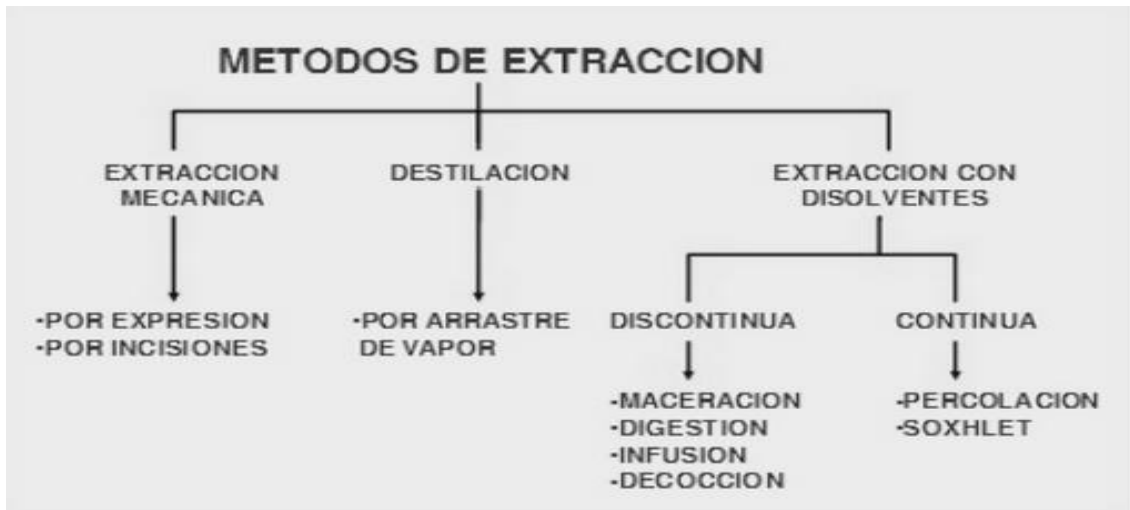 METODOS DE EXTRACCION
EXTRACCION
MECANICA
-POR EXPRESION
-POR INCISIONES
DESTILACION
-POR ARRASTRE
DE VAPOR
EXTRACCION CON
DISOLVENTES
DISCONTINUA
-MACERACION
-DIGESTION
-INFUSION
-DECOCCION
CONTINUA
-PERCOLACION
-SOXHLET